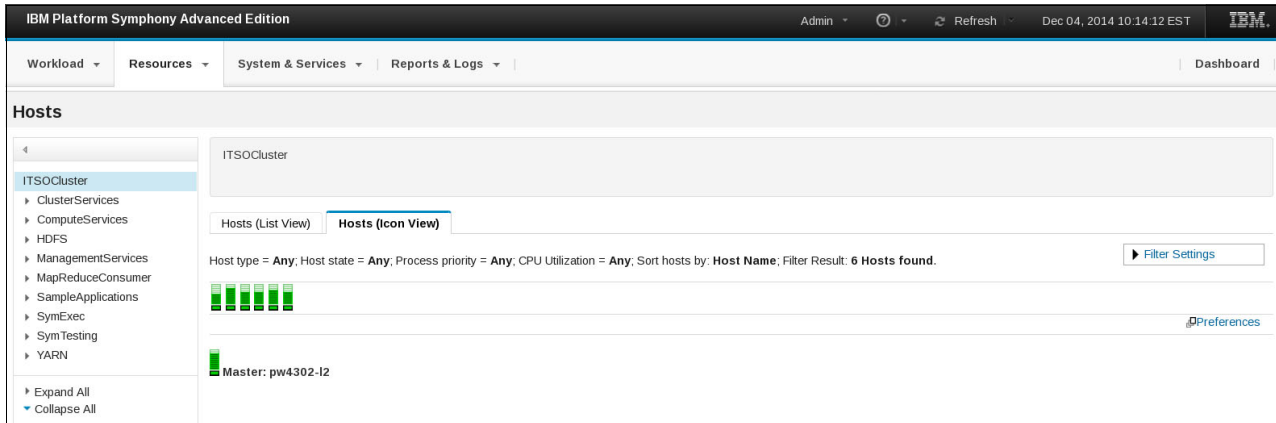 IBM Platform Symphony Advanced Edition
Admin
?
Refresh
Dec 04, 2014 10:14:12 EST
IBM.
Workload
Resources
System & Services
Reports & Logs
Dashboard
Hosts
ITSOCluster
ClusterServices
ComputeServices
HDFS
ManagementServices
MapReduceConsumer
SampleApplications
SymExec
SymTesting
YARN
Expand All
Collapse All
ITSOCluster
Hosts (List View)
Hosts (Icon View)
Host type = Any; Host state = Any; Process priority = Any; CPU Utilization = Any; Sort hosts by: Host Name; Filter Result: 6 Hosts found.
Filter Settings
Preferences
Master: pw4302-l2